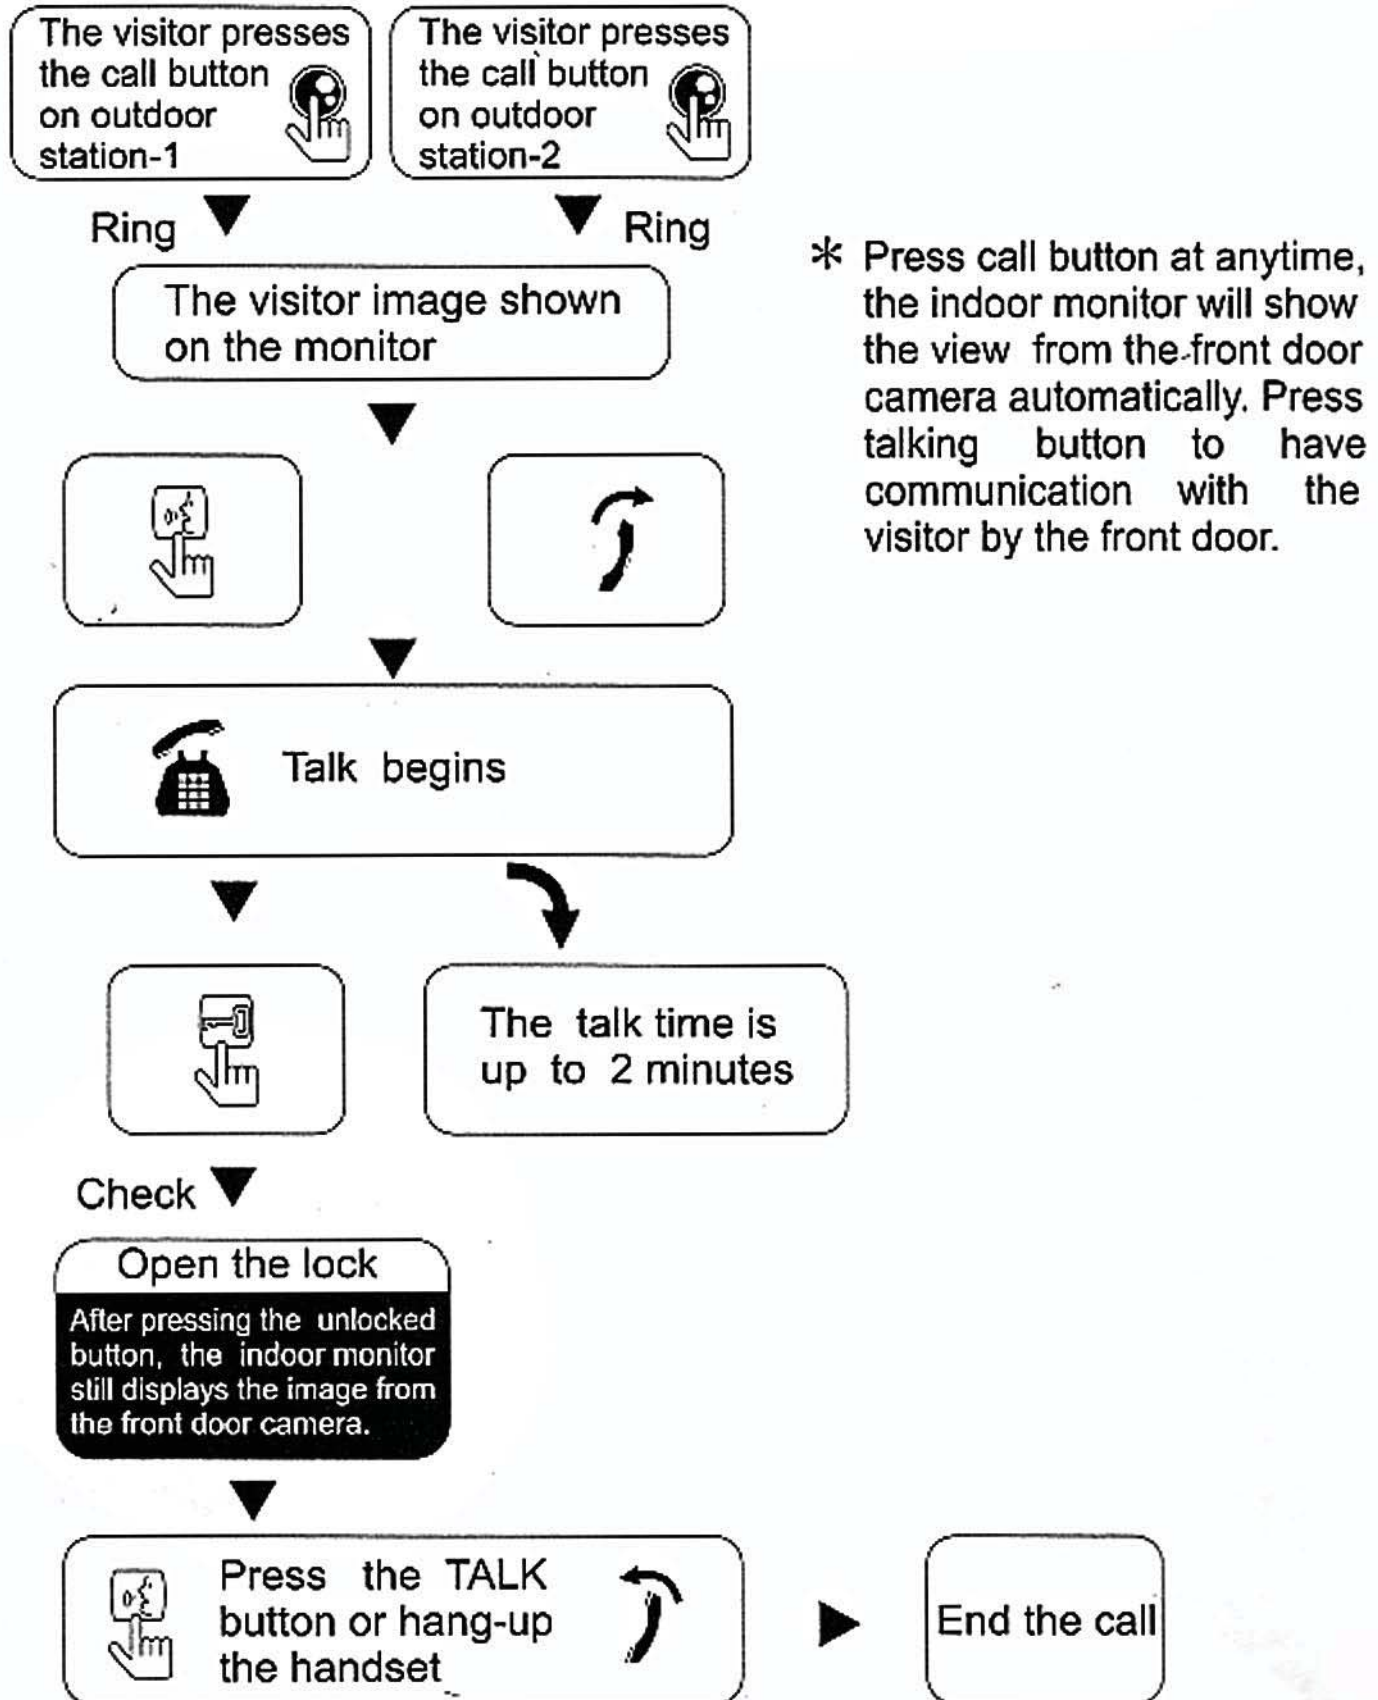 The visitor presses
the call button
on outdoor
station-1
The visitor presses
the call button
on outdoor
station-2
Ring
Ring
The visitor image shown
on the monitor
* Press call button at anytime,
the indoor monitor will show
the view from the front door
camera automatically. Press
talking button to have
communication with the
visitor by the front door.
Talk begins
The talk time is
up to 2 minutes
Check
Open the lock
After pressing the unlocked
button, the indoor monitor
still displays the image from
the front door camera.
Press the TALK
button or hang-up
the handset
End the call